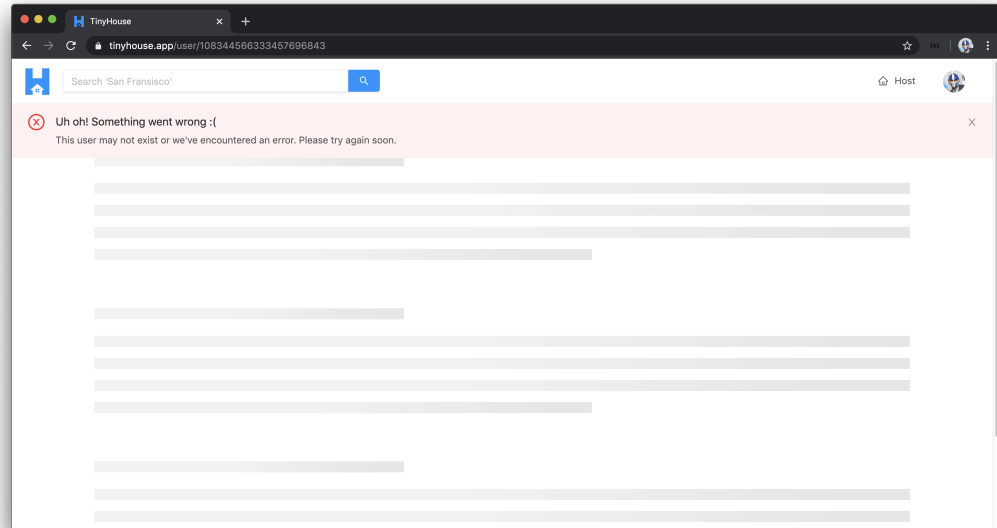 TinyHouse
tinyhouse.app/user/108344566333457696843
Search 'San Fransisco'
Host
Uh oh! Something went wrong :(
This user may not exist or we've encountered an error. Please try again soon.